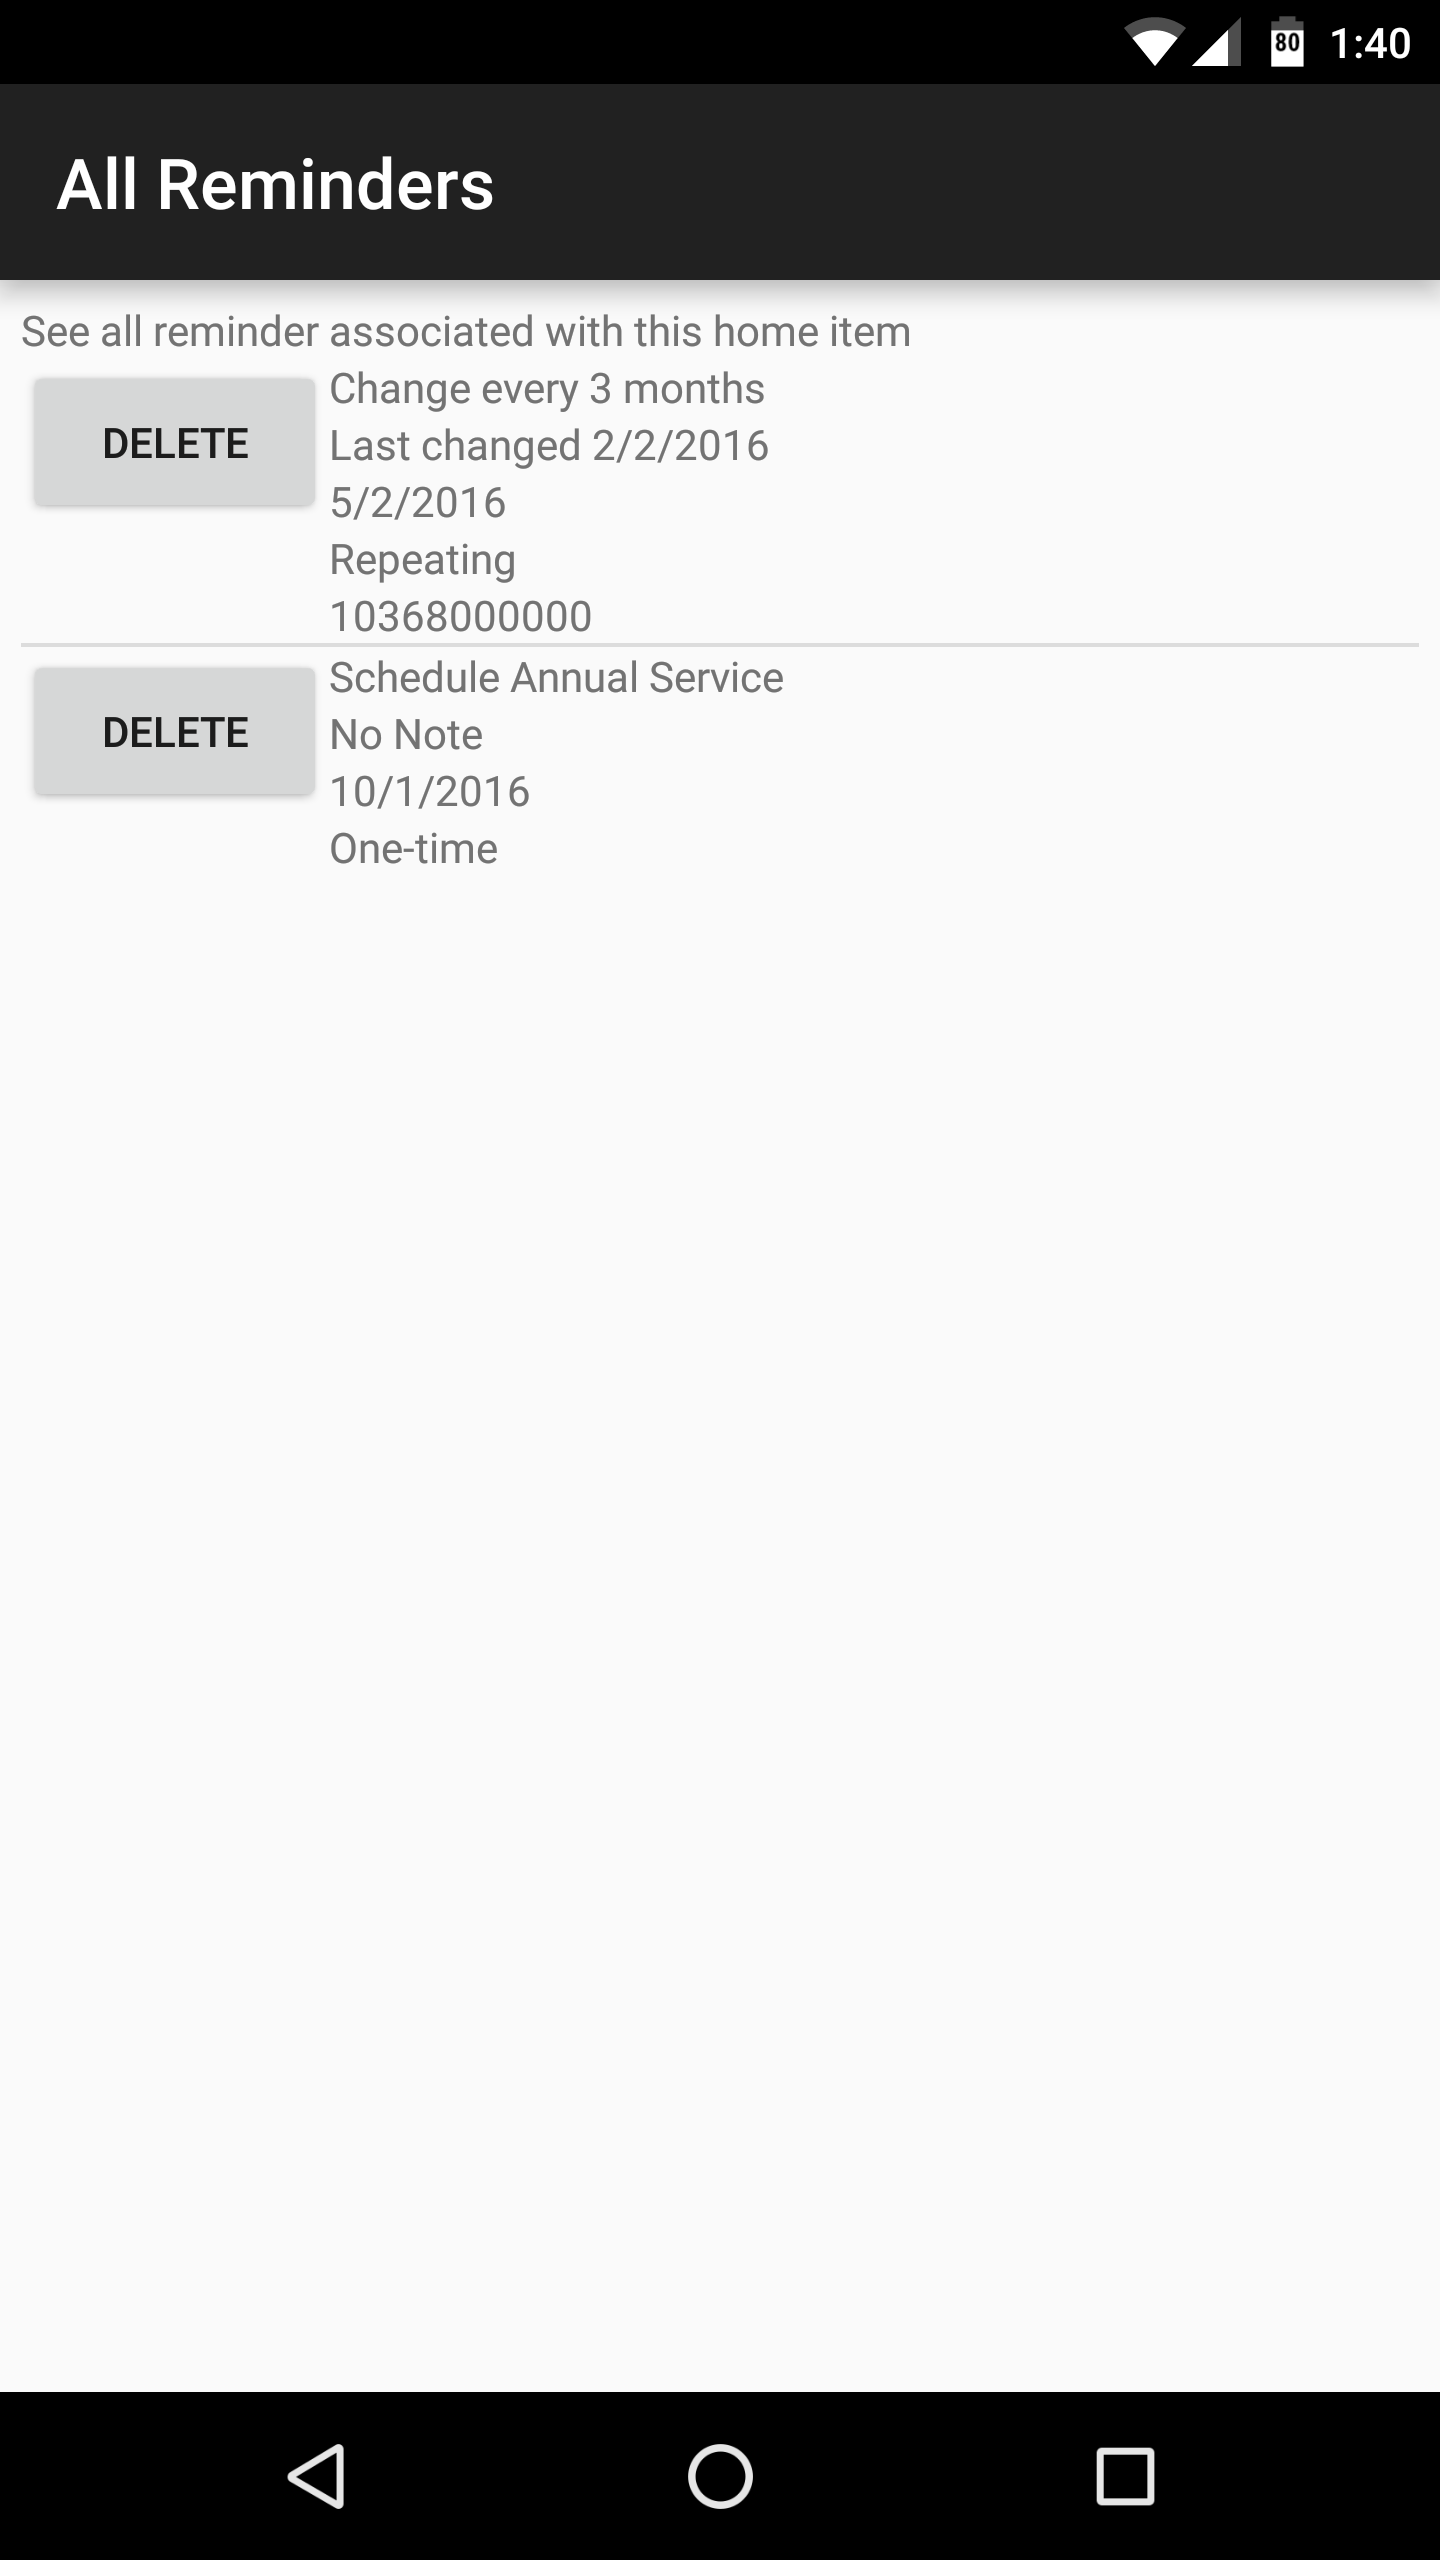 80 1:40
All Reminders
See all reminder associated with this home item
DELETE
Change every 3 months
Last changed 2/2/2016
5/2/2016
Repeating
10368000000
DELETE
Schedule Annual Service
No Note
10/1/2016
One-time